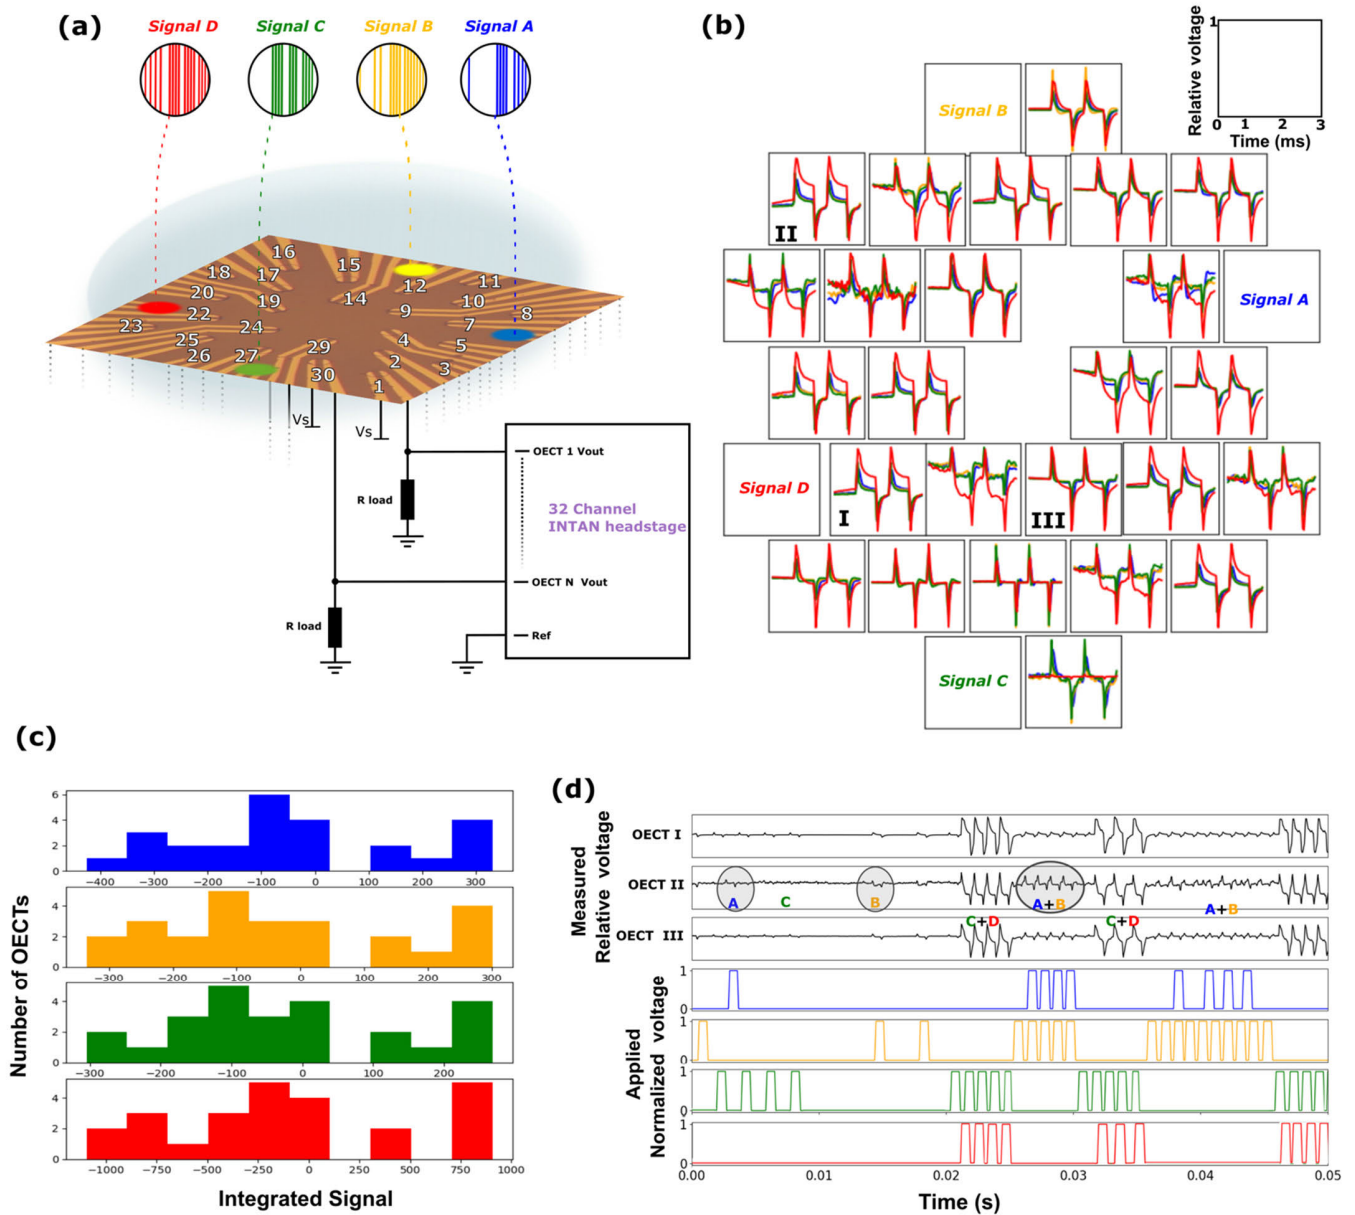 (a)
Signal D
Signal C
Signal B
Signal A
16
15
18
17
12
11
20
19
14
10
23
22
9
8
24
7
25
4
5
26
27
29
2
3
30
1
Vs
Vs
OECT 1 Vout
R load
32 Channel
INTAN headstage
OECT N Vout
R load
Ref
(b)
Relative voltage
1
0 1 2 3
Time (ms)
Signal B
II
Signal A
Signal D
I
III
Signal C
(c)
Number of OECTs
6
4
2
0
−400 −300 −200 −100 0 100 200 300
4
2
0
−300 −200 −100 0 100 200 300
4
2
0
−300 −200 −100 0 100 200
4
2
0
−1000 −750 −500 −250 0 250 500 750 1000
Integrated Signal
(d)
Measured
Relative voltage
OECT I
OECT II
A C B A+B A+B
C+D C+D
OECT III
Applied
Normalized voltage
1
0
1
0
1
0
1
0
0.00 0.01 0.02 0.03 0.04 0.05
Time (s)